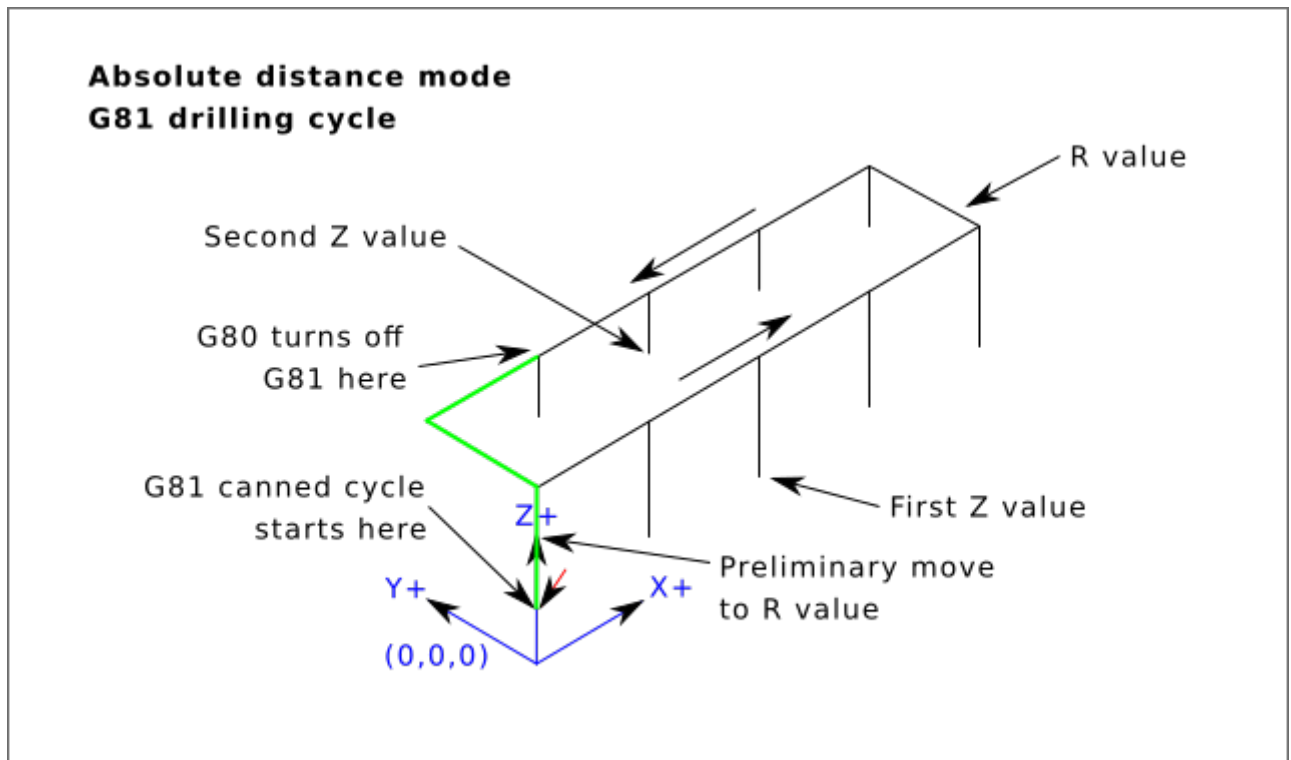 Absolute distance mode
G81 drilling cycle
R value
Second Z value
G80 turns off
G81 here
G81 canned cycle
starts here
Z+
First Z value
Preliminary move
to R value
Y+
X+
(0,0,0)